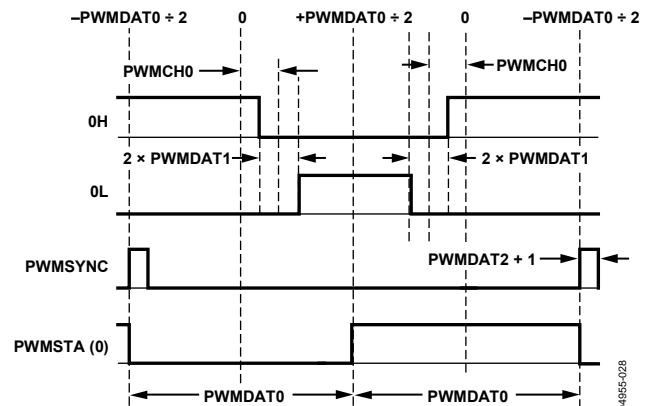 –PWMDAT0 ÷ 2 0 +PWMDAT0 ÷ 2 0 –PWMDAT0 ÷ 2
PWMCH0 PWMCH0
0H
2 × PWMDAT1 2 × PWMDAT1
0L
PWMSYNC PWMDAT2 + 1
PWMSTA (0)
PWMDAT0 PWMDAT0
4955-028